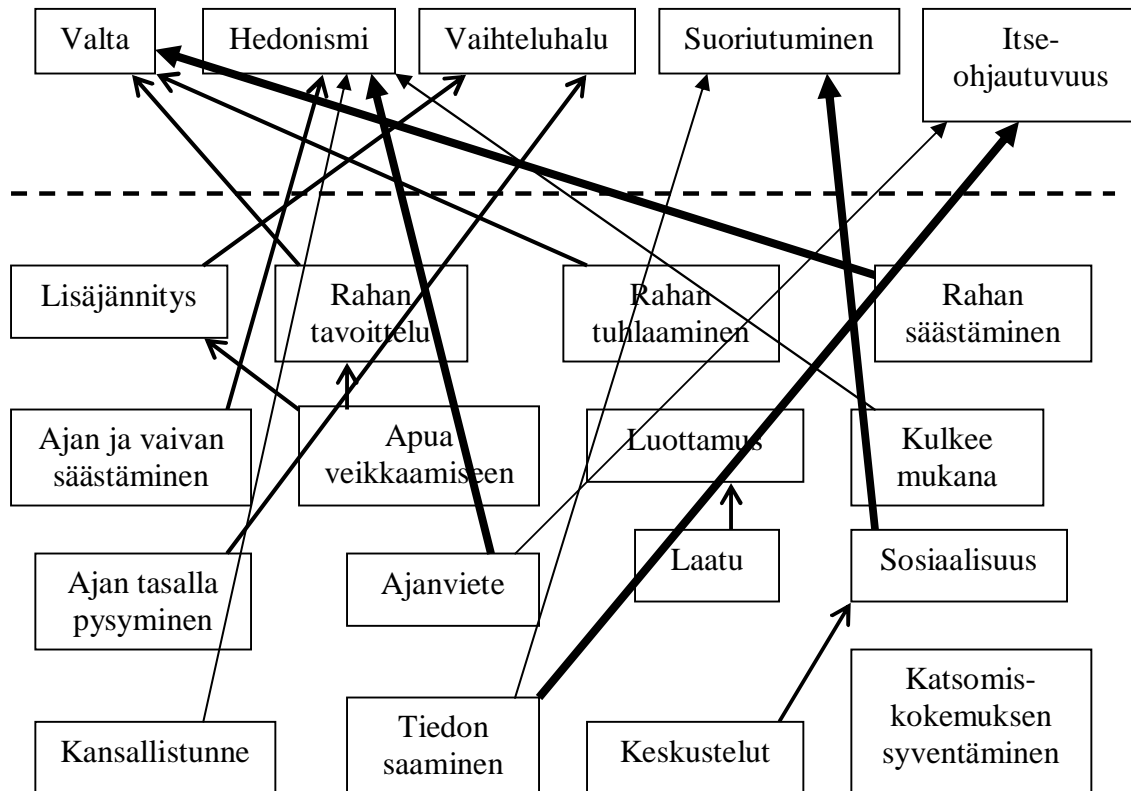 Valta
Hedonismi
Vaihteluhalu
Suoriutuminen
Itse-
ohjautuvuus
Lisäjännitys
Rahan
tavoittelu
Rahan
tuhlaaminen
Rahan
säästäminen
Ajan ja vaivan
säästäminen
Apua
veikkaamiseen
Luottamus
Kulkee
mukana
Ajan tasalla
pysyminen
Ajanviete
Laatu
Sosiaalisuus
Kansallistunne
Tiedon
saaminen
Keskustelut
Katsomis-
kokemuksen
syventäminen